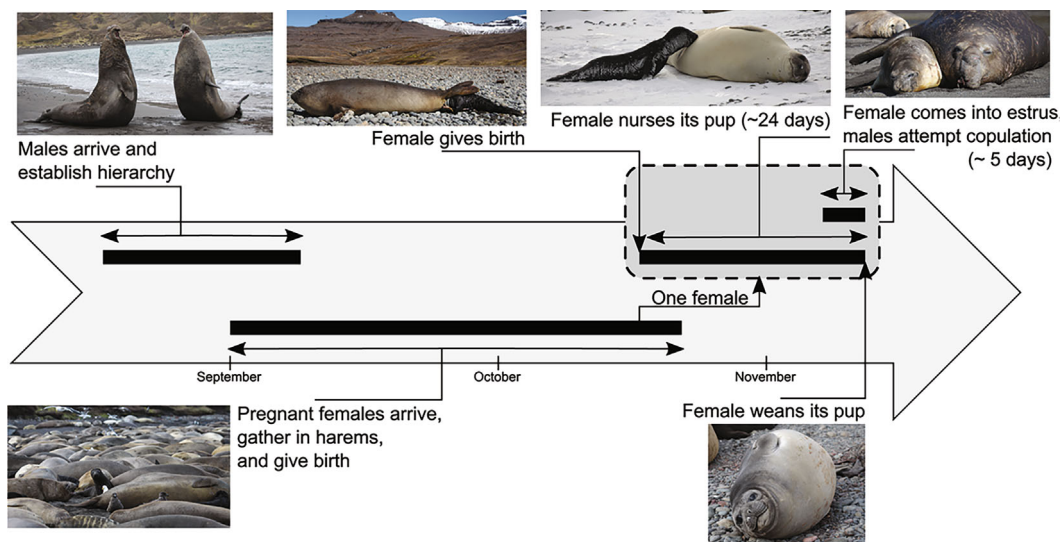 Males arrive and
establish hierarchy
Female gives birth
Female nurses its pup (~24 days)
Female comes into estrus,
males attempt copulation
(~ 5 days)
One female
September
October
November
Pregnant females arrive,
gather in harems,
and give birth
Female weans its pup